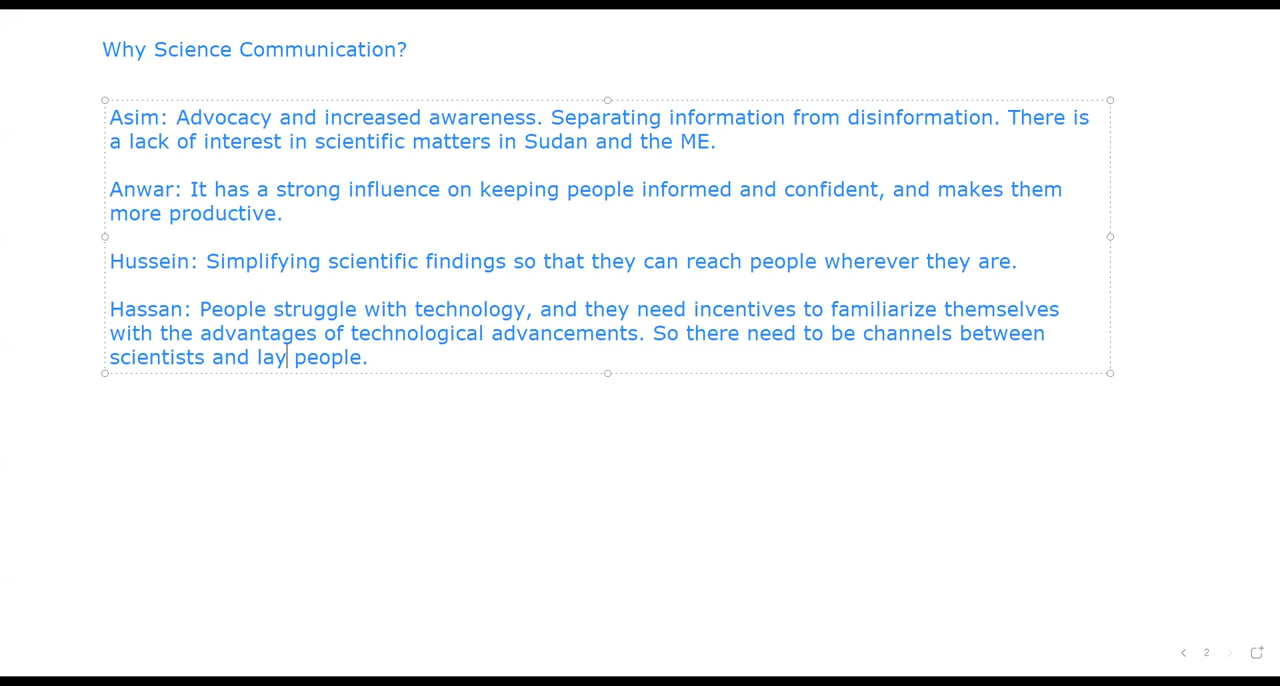 Why Science Communication?
Asim: Advocacy and increased awareness. Separating information from disinformation. There is
a lack of interest in scientific matters in Sudan and the ME.
Anwar: It has a strong influence on keeping people informed and confident, and makes them
more productive.
Hussein: Simplifying scientific findings so that they can reach people wherever they are.
Hassan: People struggle with technology, and they need incentives to familiarize themselves
with the advantages of technological advancements. So there need to be channels between
scientists and lay people.
2